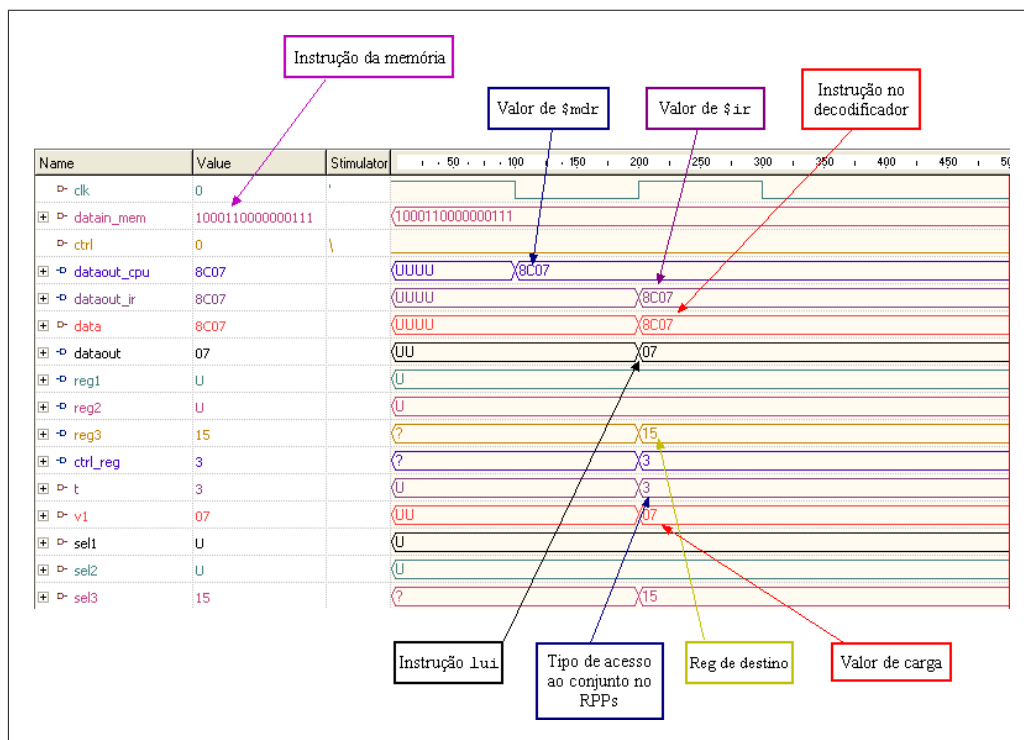 Instrução da memória
Valor de $mdr
Valor de $ir
Instrução no
decodificador
Name Value Stimulator 50 100 150 200 250 300 350 400 450 50
clk 0
datain_mem 1000110000000111 1000110000000111
ctrl 0
dataout_cpu 8C07 UUUU 8C07
dataout_ir 8C07 UUUU 8C07
data 8C07 UUUU 8C07
dataout 07 UU 07
reg1 U U
reg2 U U
reg3 15 ? 15
ctrl_reg 3 ? 3
t 3 U 3
v1 07 UU 07
sel1 U U
sel2 U U
sel3 15 ? 15
Instrução lui
Tipo de acesso
ao conjunto no
RPPs
Reg de destino
Valor de carga